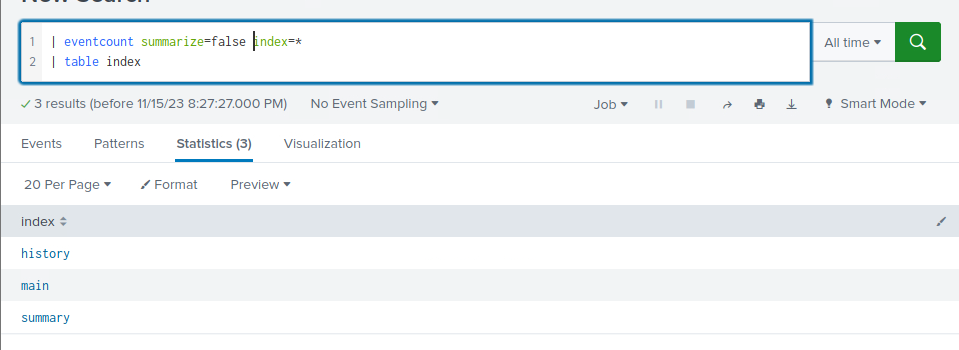 New Search
1 | eventcount summarize=false index=*
2 | table index
All time
3 results (before 11/15/23 8:27:27.000 PM) No Event Sampling Job Smart Mode
Events Patterns Statistics (3) Visualization
20 Per Page Format Preview
index
history
main
summary